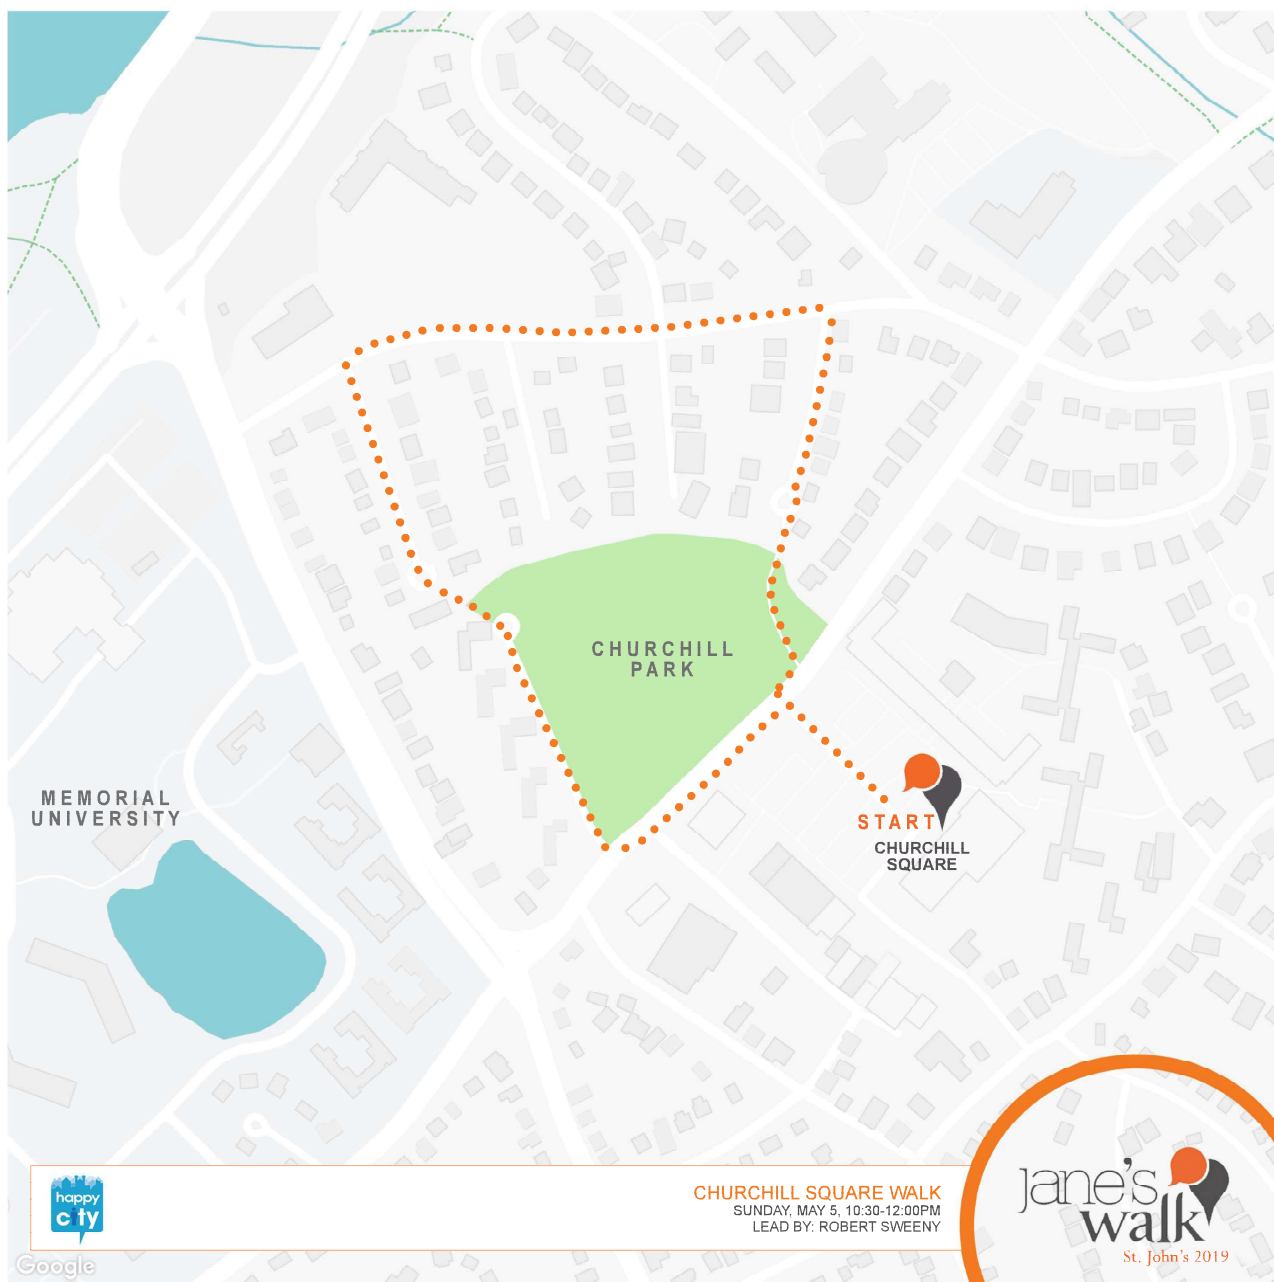 CHURCHILL
PARK
MEMORIAL
UNIVERSITY
START
CHURCHILL
SQUARE
happy
city
CHURCHILL SQUARE WALK
SUNDAY, MAY 5, 10:30-12:00PM
LEAD BY: ROBERT SWEENY
jane's
walk
St. John's 2019
Google